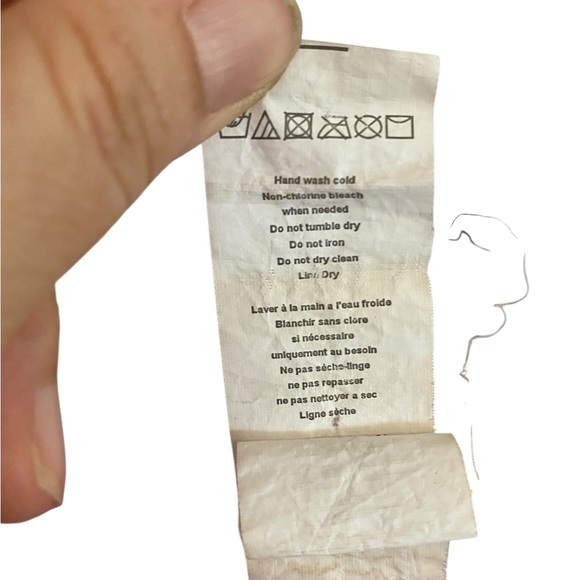 Hand wash cold
Non-chlorine bleach
when needed
Do not tumble dry
Do not iron
Do not dry clean
Line Dry
Laver à la main a l'eau froide
Blanchir sans clore
si nécessaire
uniquement au besoin
Ne pas sèche-linge
ne pas repasser
ne pas nettoyer a sec
Ligne sèche